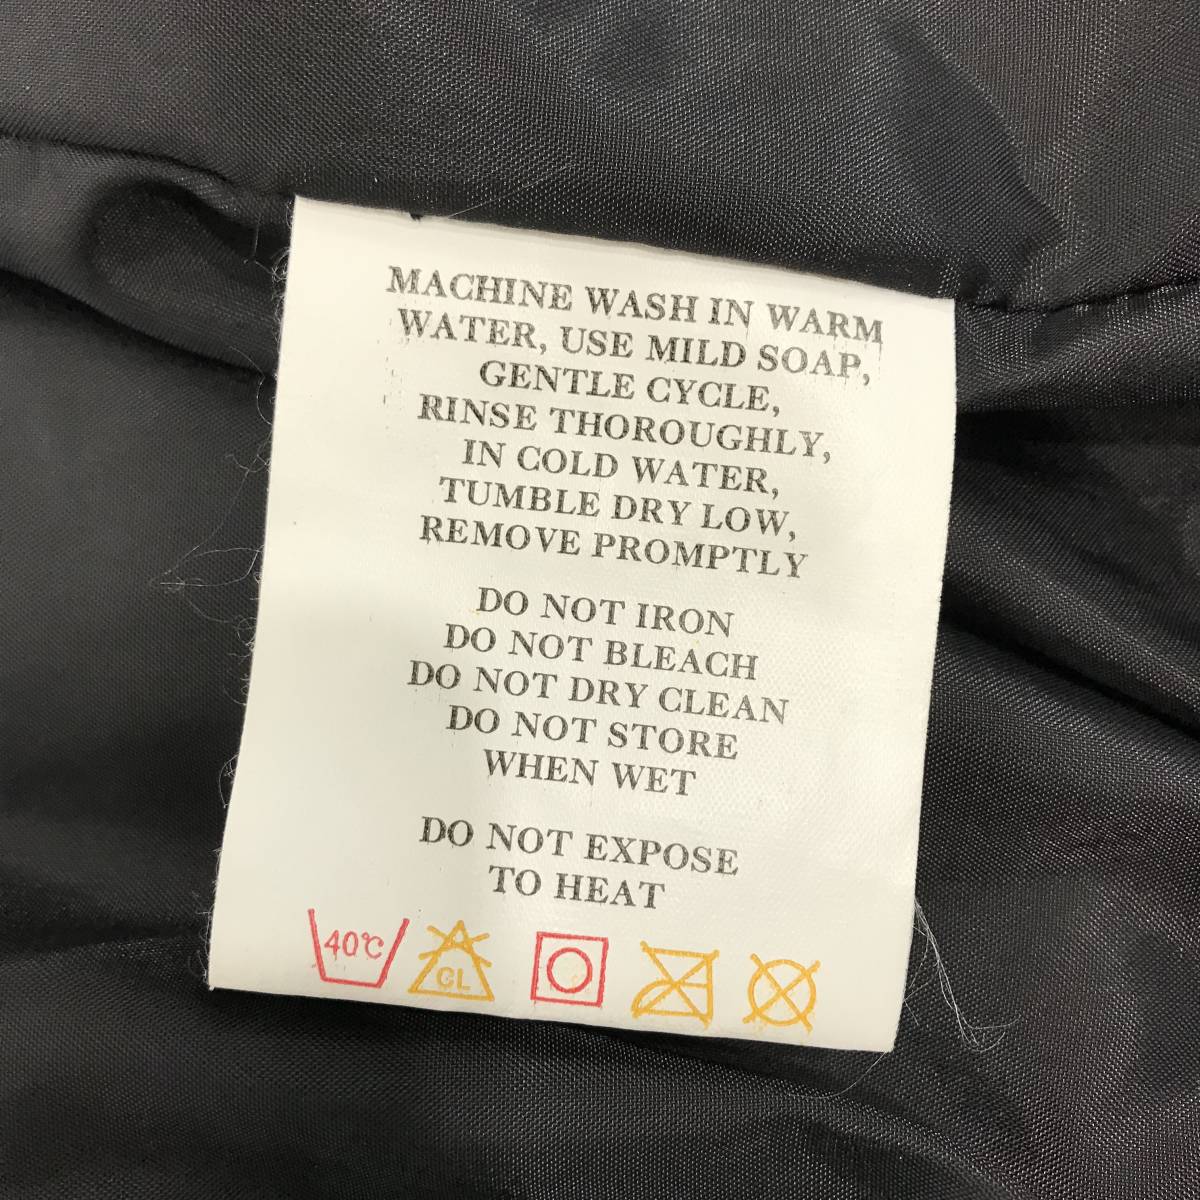 MACHINE WASH IN WARM
WATER, USE MILD SOAP,
GENTLE CYCLE,
RINSE THOROUGHLY,
IN COLD WATER,
TUMBLE DRY LOW,
REMOVE PROMPTLY
DO NOT IRON
DO NOT BLEACH
DO NOT DRY CLEAN
DO NOT STORE
WHEN WET
DO NOT EXPOSE
TO HEAT
40℃ CL